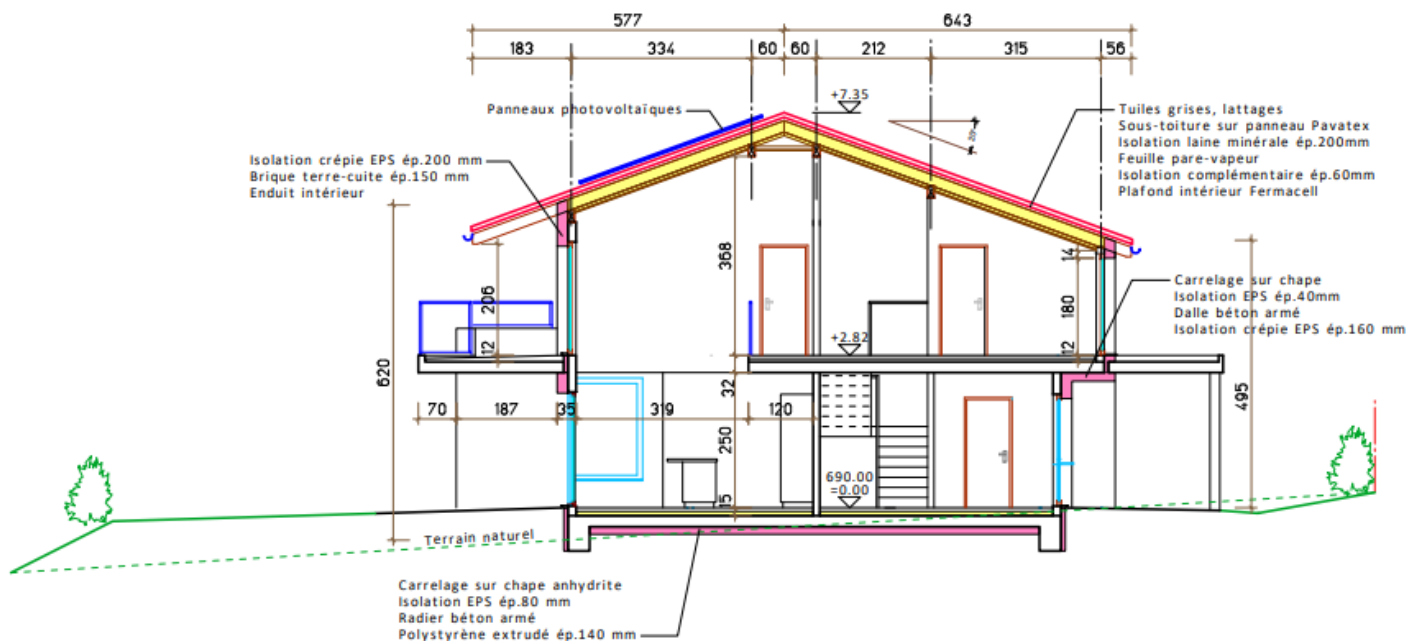 577 643
183 334 60 60 212 315 56
+7.35
Panneaux photovoltaïques
Tuiles grises, lattages
Sous-toiture sur panneau Pavatex
Isolation laine minérale ép.200mm
Feuille pare-vapeur
Isolation complémentaire ép.60mm
Plafond intérieur Fermacell
Isolation crépie EPS ép.200 mm
Brique terre-cuite ép.150 mm
Enduit intérieur
368
14
206
180
Carrelage sur chape
Isolation EPS ép.40mm
Dalle béton armé
Isolation crépie EPS ép.160 mm
+2.82
12
12
620
32
495
70 187 35 319 120
250
690.00
=0.00
15
Terrain naturel
Carrelage sur chape anhydrite
Isolation EPS ép.80 mm
Radier béton armé
Polystyrène extrudé ép.140 mm